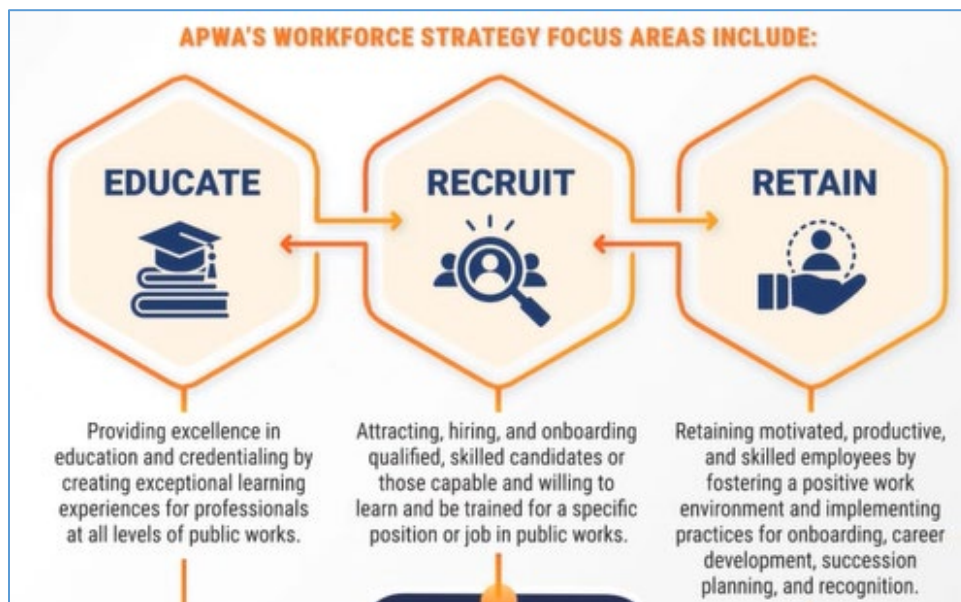 APWA'S WORKFORCE STRATEGY FOCUS AREAS INCLUDE:
EDUCATE
Providing excellence in
education and credentialing by
creating exceptional learning
experiences for professionals
at all levels of public works.
RECRUIT
Attracting, hiring, and onboarding
qualified, skilled candidates or
those capable and willing to
learn and be trained for a specific
position or job in public works.
RETAIN
Retaining motivated, productive,
and skilled employees by
fostering a positive work
environment and implementing
practices for onboarding, career
development, succession
planning, and recognition.